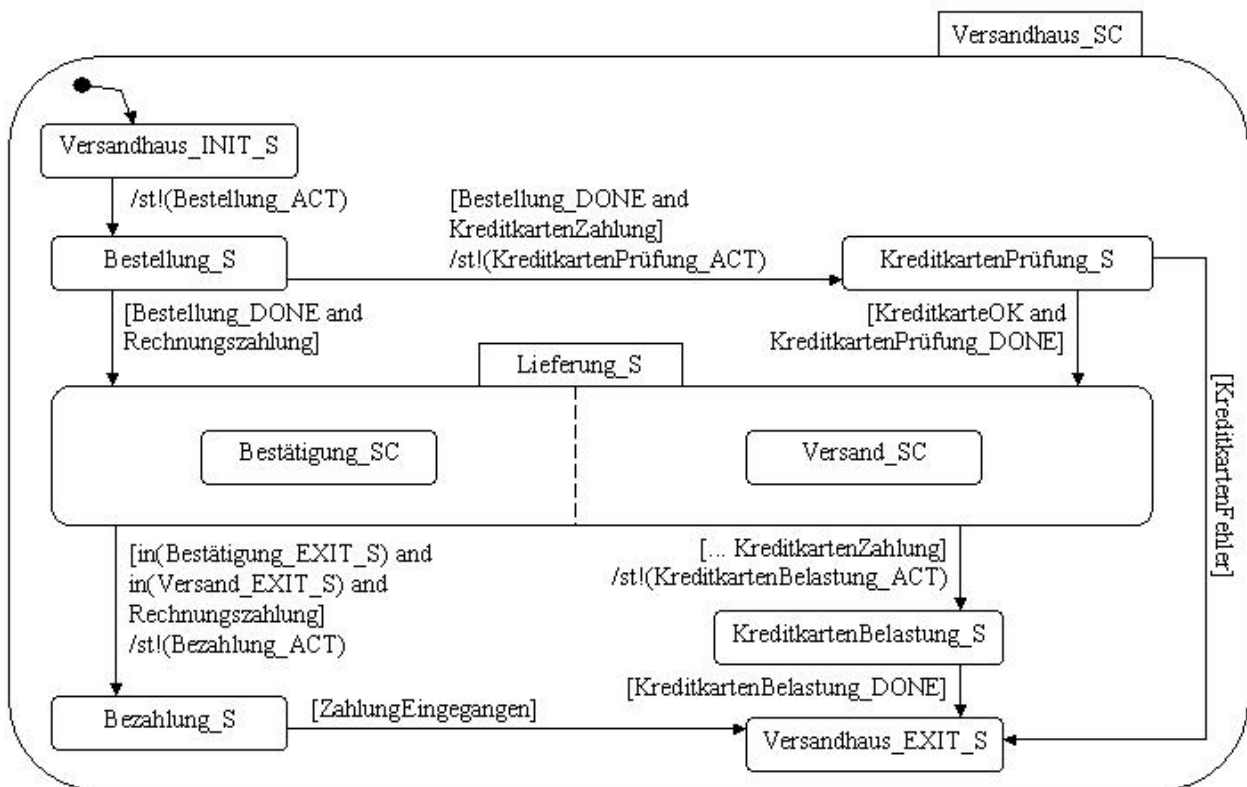 Versandhaus_SC
Versandhaus_INIT_S
/st!(Bestellung_ACT)
[Bestellung_DONE and
KreditkartenZahlung]
/st!(KreditkartenPrüfung_ACT)
Bestellung_S
KreditkartenPrüfung_S
[Bestellung_DONE and
Rechnungszahlung]
[KreditkarteOK and
KreditkartenPrüfung_DONE]
Lieferung_S
[KreditkartenFehler]
Bestätigung_SC
Versand_SC
[in(Bestätigung_EXIT_S) and
in(Versand_EXIT_S) and
Rechnungszahlung]
/st!(Bezahlung_ACT)
[... KreditkartenZahlung]
/st!(KreditkartenBelastung_ACT)
KreditkartenBelastung_S
[KreditkartenBelastung_DONE]
Bezahlung_S
[ZahlungEingegangen]
Versandhaus_EXIT_S